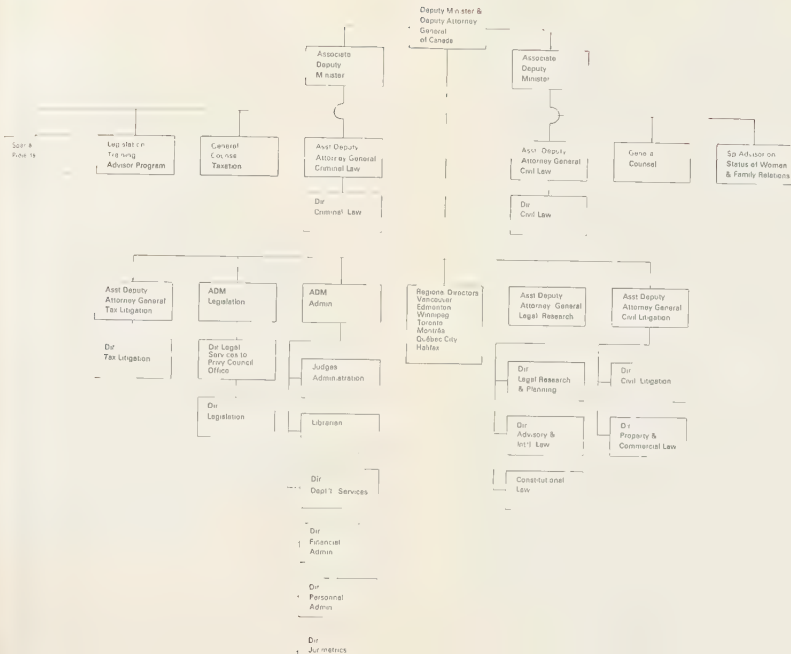 Deputy Minister &
Deputy Attorney
General
of Canada
Associate
Deputy
Minister
Associate
Deputy
Minister
Legislation
Training
Advisor Program
General
Counsel
Taxation
Asst Deputy
Attorney General
Criminal Law
Dir
Criminal Law
Asst Deputy
Attorney General
Civil Law
Dir
Civil Law
General
Counsel
Sp Advisor on
Status of Women
& Family Relations
Asst Deputy
Attorney General
Tax Litigation
Dir
Tax Litigation
ADM
Legislation
Dir Legal
Services to
Privy Council
Office
Dir
Legislation
ADM
Admin
Judges
Administration
Librarian
Dir
Dept'l Services
Dir
Financial
Admin
Dir
Personnel
Admin
Dir
Jurimetrics
Regional Directors
Vancouver
Edmonton
Winnipeg
Toronto
Montréal
Québec City
Halifax
Asst Deputy
Attorney General
Legal Research
Dir
Legal Research
& Planning
Dir
Advisory &
Int'l Law
Constitutional
Law
Asst Deputy
Attorney General
Civil Litigation
Dir
Civil Litigation
Dir
Property &
Commercial Law